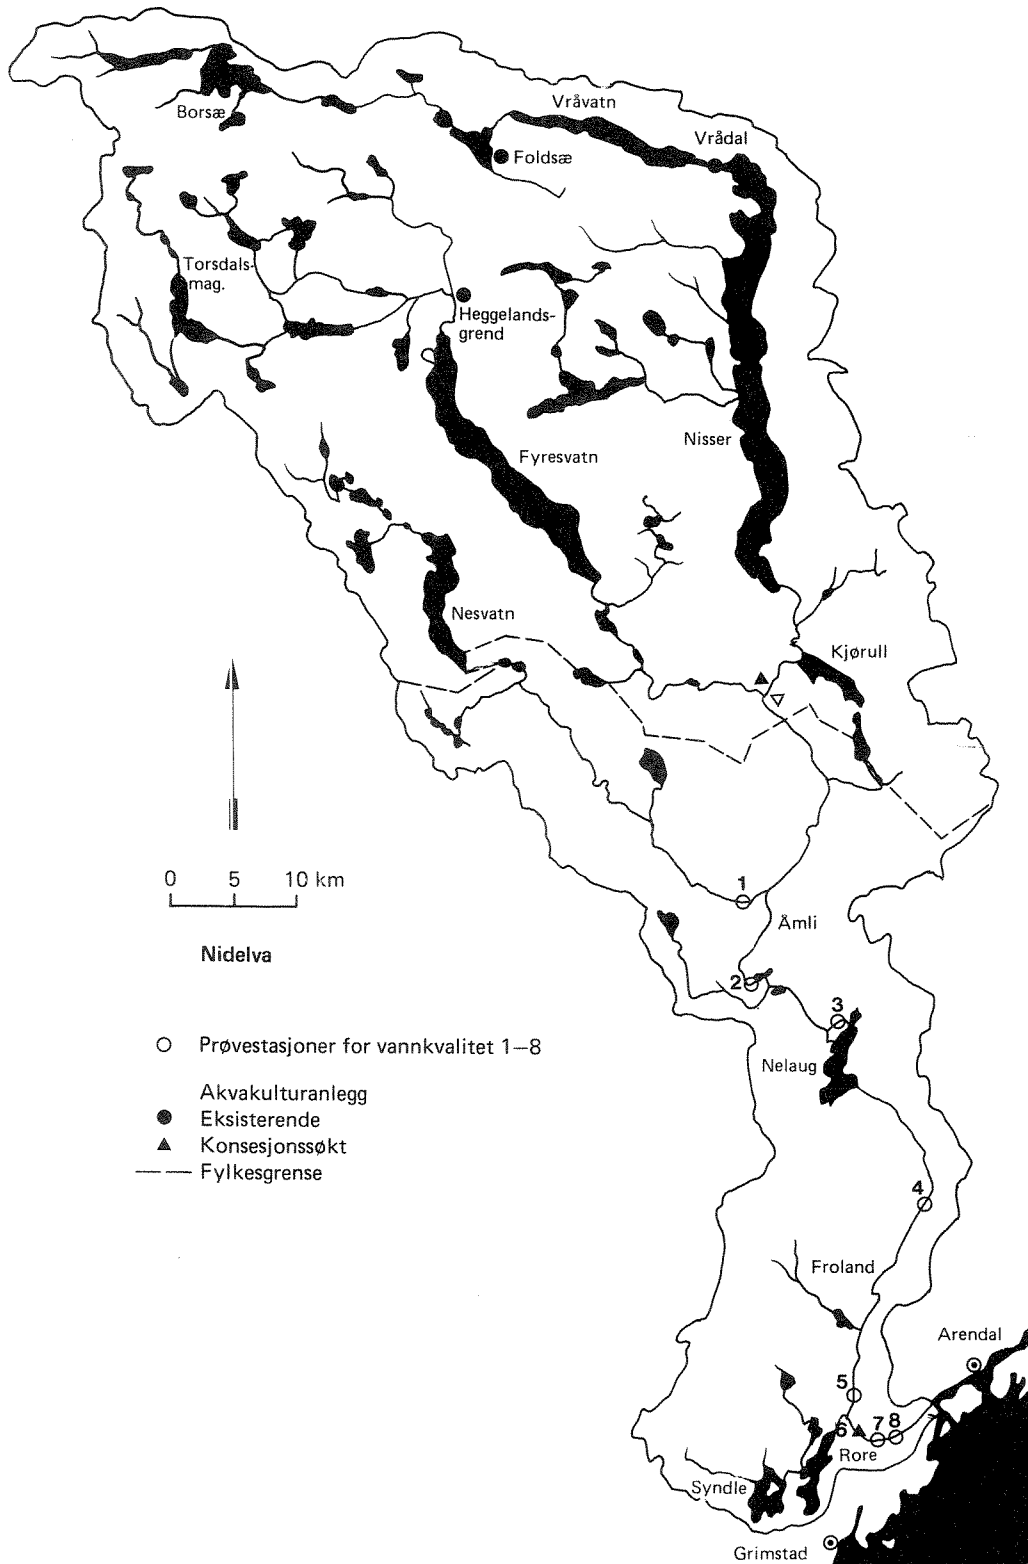 Vråvatn
Vrådal
Borsæ
Foldsæ
Torsdals-
mag.
Heggelands-
grend
Nisser
Fyresvatn
Nesvatn
Kjørull
0 5 10 km
1
Åmli
Nidelva
2
3
Prøvestasjoner for vannkvalitet 1–8
Nelaug
Akvakulturanlegg
Eksisterende
Konsesjonssøkt
Fylkesgrense
4
Froland
Arendal
5
6 7 8
Rore
Syndle
Grimstad